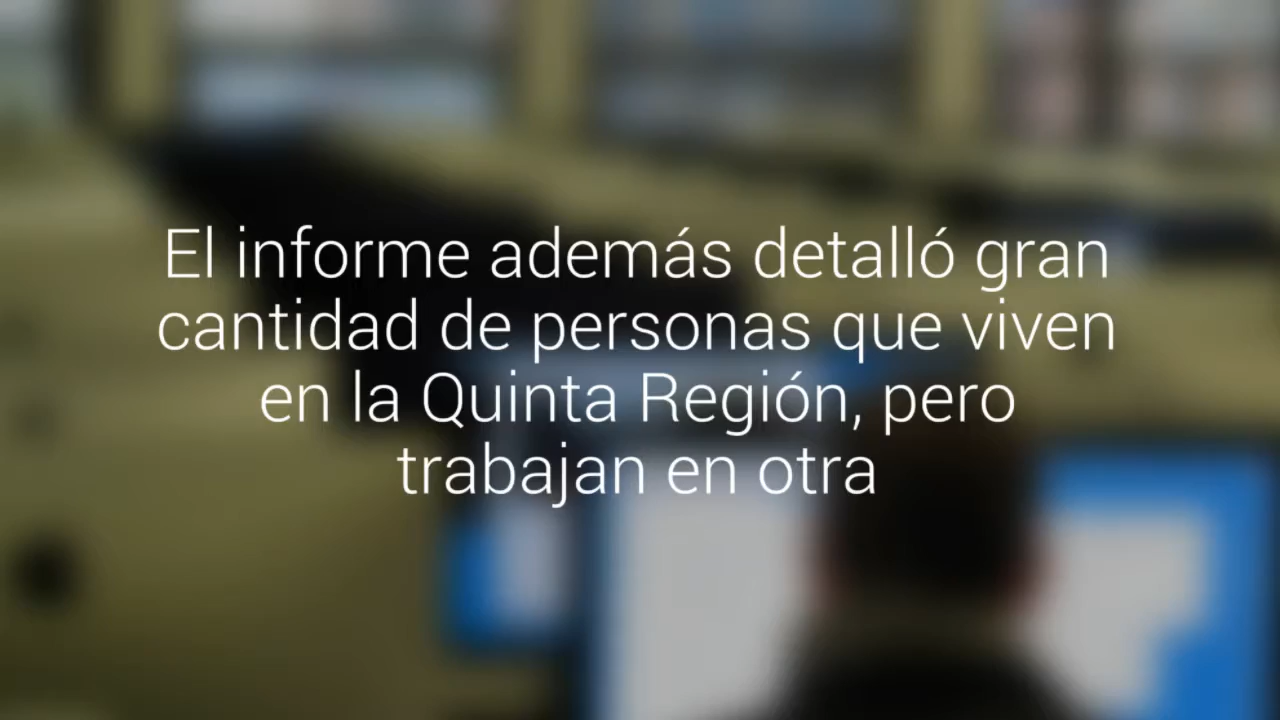 El informe además detalló gran
cantidad de personas que viven
en la Quinta Región, pero
trabajan en otra